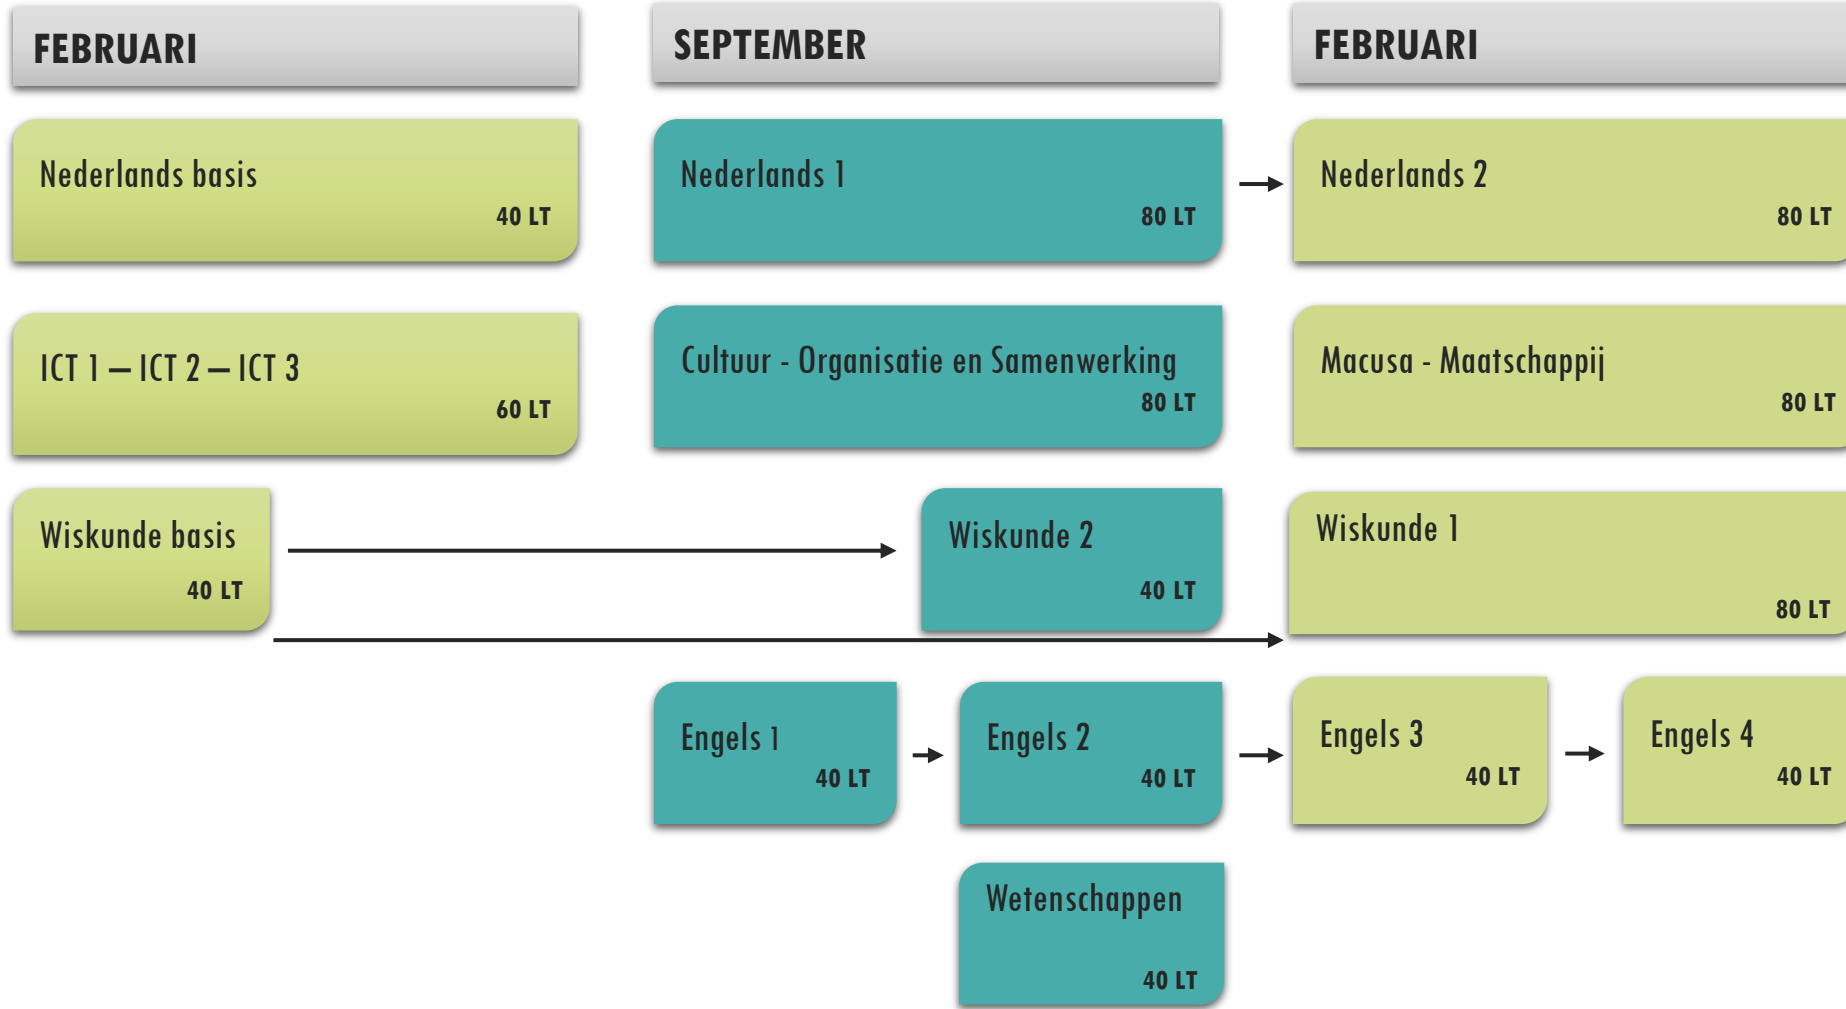 FEBRUARI
SEPTEMBER
FEBRUARI
Nederlands basis
40 LT
Nederlands 1
80 LT
Nederlands 2
80 LT
ICT 1 – ICT 2 – ICT 3
60 LT
Cultuur - Organisatie en Samenwerking
80 LT
Macusa - Maatschappij
80 LT
Wiskunde basis
40 LT
Wiskunde 2
40 LT
Wiskunde 1
80 LT
Engels 1
40 LT
Engels 2
40 LT
Engels 3
40 LT
Engels 4
40 LT
Wetenschappen
40 LT